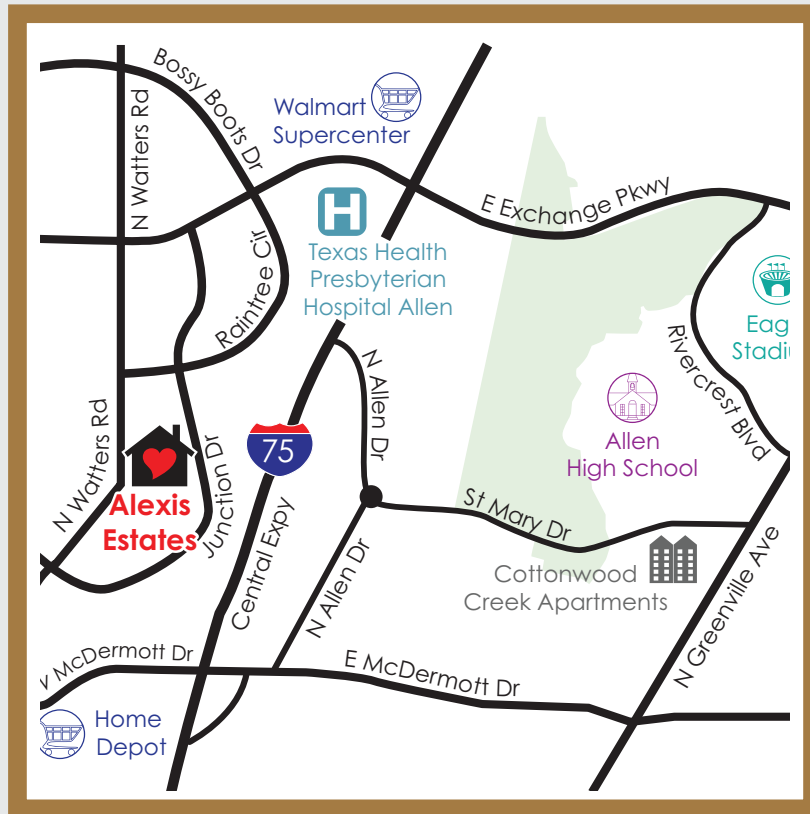 Bossy Boots Dr
N Watters Rd
Walmart
Supercenter
E Exchange Pkwy
H
Texas Health
Presbyterian
Hospital Allen
Raintree Cir
Eag
Stadiu
Rivercrest Blvd
N Allen Dr
Allen
High School
N Watters Rd
75
Alexis
Estates
Junction Dr
St Mary Dr
Central Expy
N Allen Dr
Cottonwood
Creek Apartments
N Greenville Ave
McDermott Dr
E McDermott Dr
Home
Depot